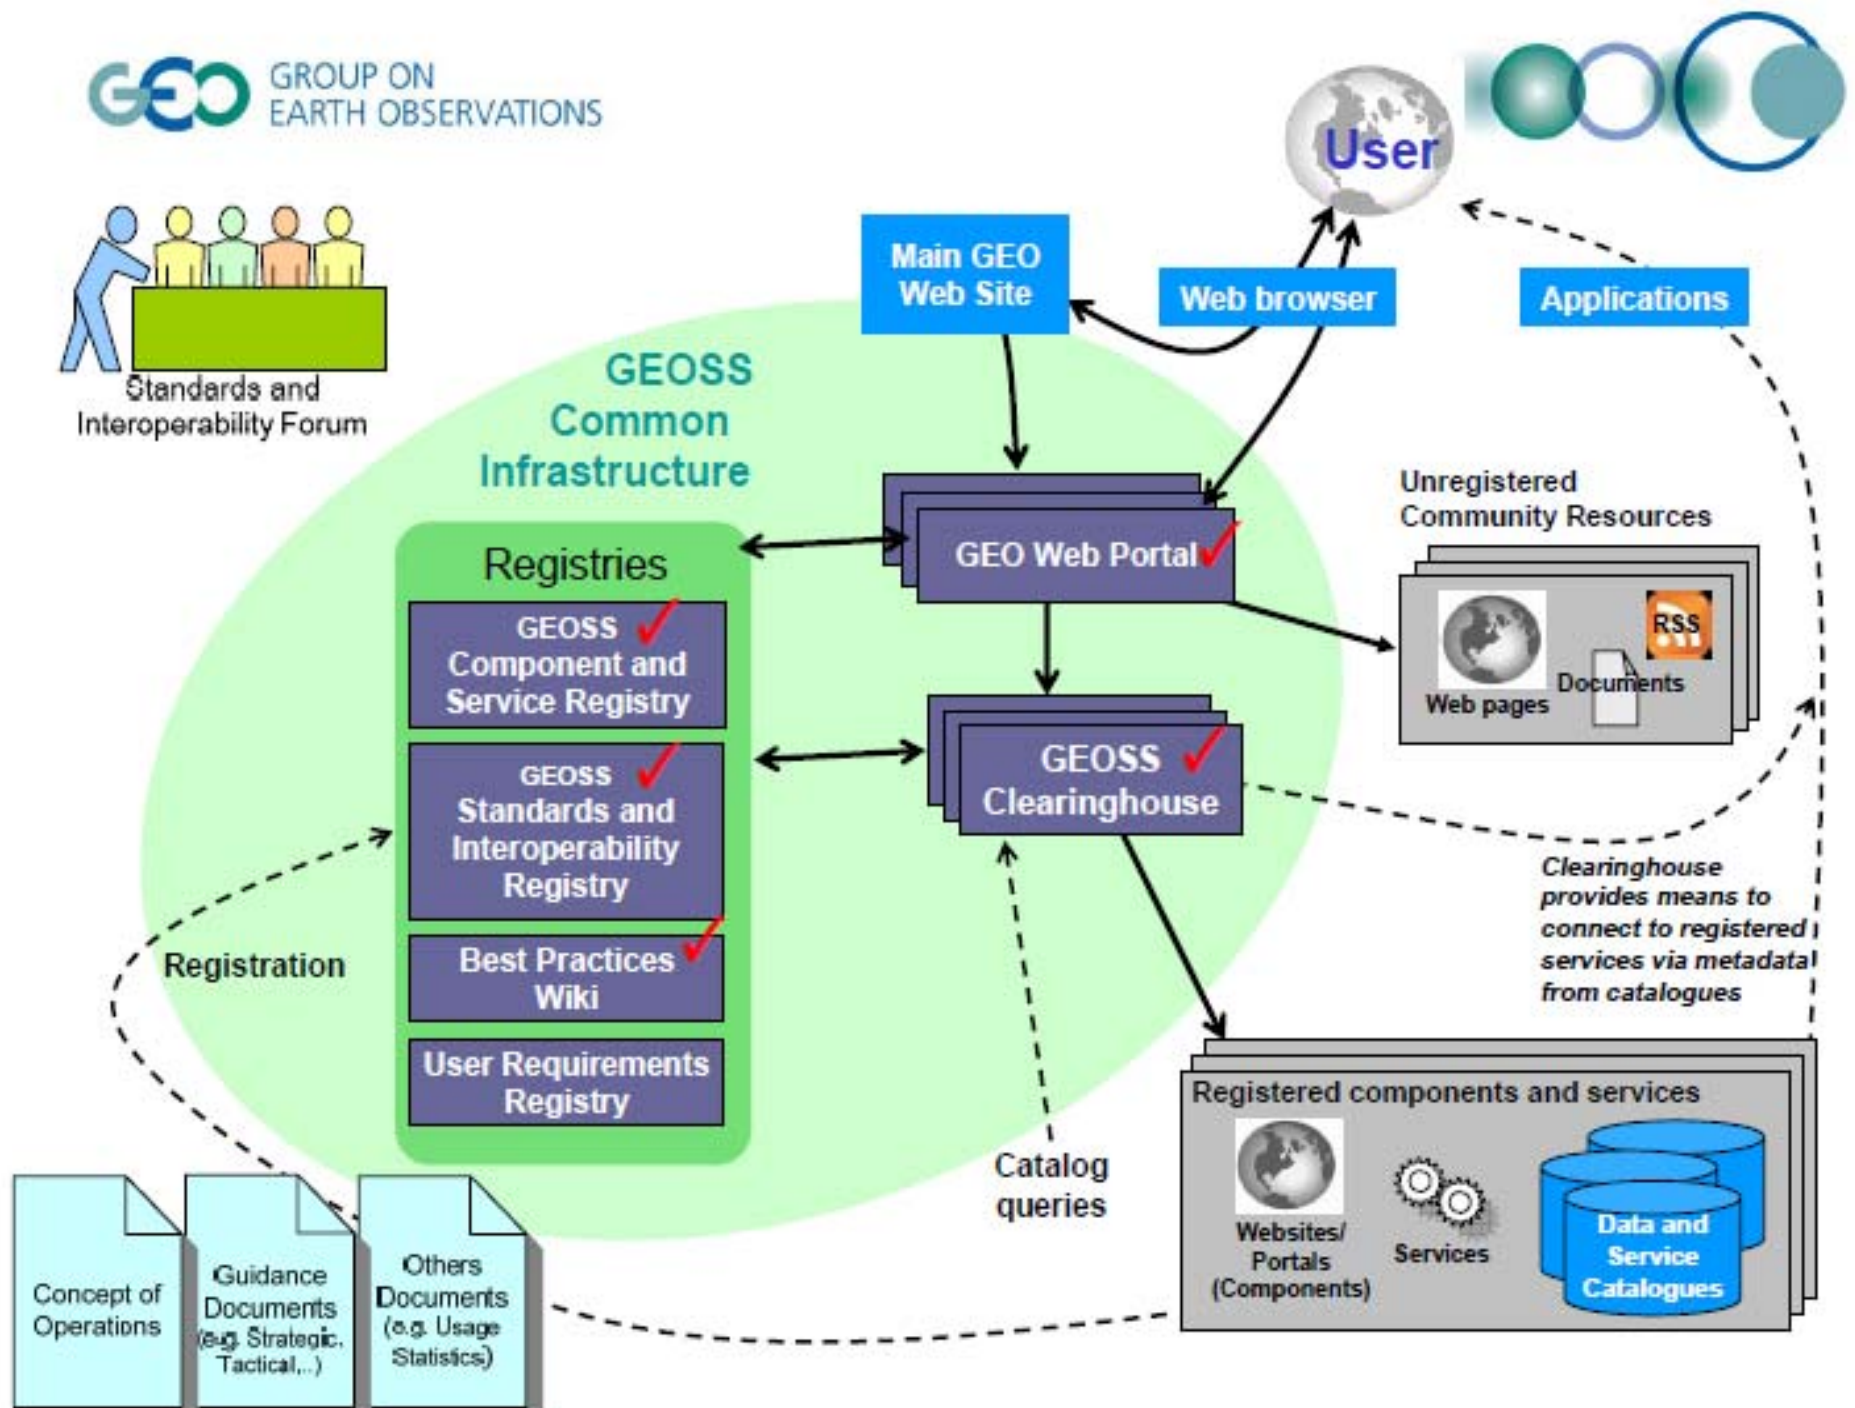 GEO
GROUP ON
EARTH OBSERVATIONS
User
Main GEO
Web Site
Web browser
Applications
Standards and
Interoperability Forum
GEOSS
Common
Infrastructure
Unregistered
Community Resources
Registries
GEO Web Portal
GEOSS
Component and
Service Registry
RSS
Documents
Web pages
GEOSS
Standards and
Interoperability
Registry
GEOSS
Clearinghouse
Clearinghouse
provides means to
connect to registered
services via metadata
from catalogues
Registration
Best Practices
Wiki
User Requirements
Registry
Catalog
queries
Registered components and services
Websites/
Portals
(Components)
Services
Data and
Service
Catalogues
Concept of
Operations
Guidance
Documents
(e.g. Strategic,
Tactical,..)
Others
Documents
(e.g. Usage
Statistics)